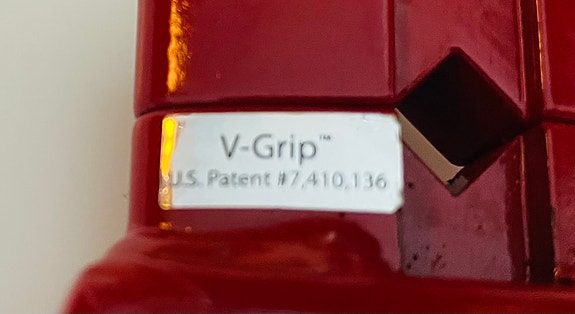 V-Grip™
U.S. Patent #7,410,136